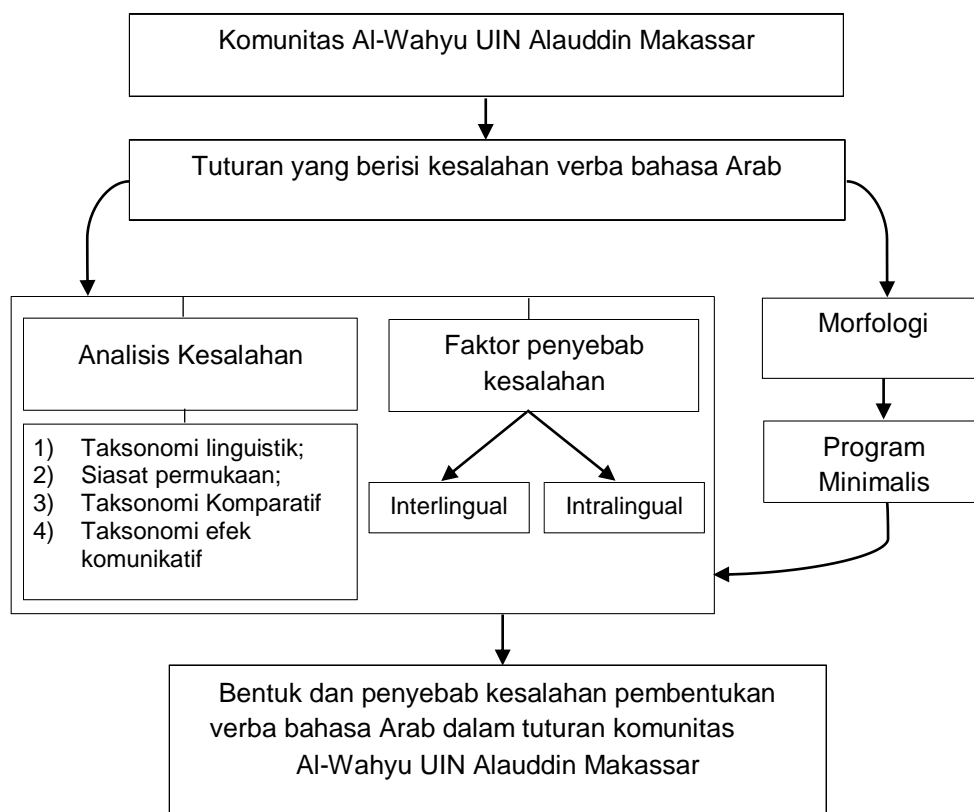 Komunitas Al-Wahyu UIN Alauddin Makassar
Tuturan yang berisi kesalahan verba bahasa Arab
Analisis Kesalahan
1) Taksonomi linguistik;
2) Siasat permukaan;
3) Taksonomi Komparatif
4) Taksonomi efek
komunikatif
Faktor penyebab
kesalahan
Interlingual
Intralingual
Morfologi
Program
Minimalis
Bentuk dan penyebab kesalahan pembentukan
verba bahasa Arab dalam tuturan komunitas
Al-Wahyu UIN Alauddin Makassar